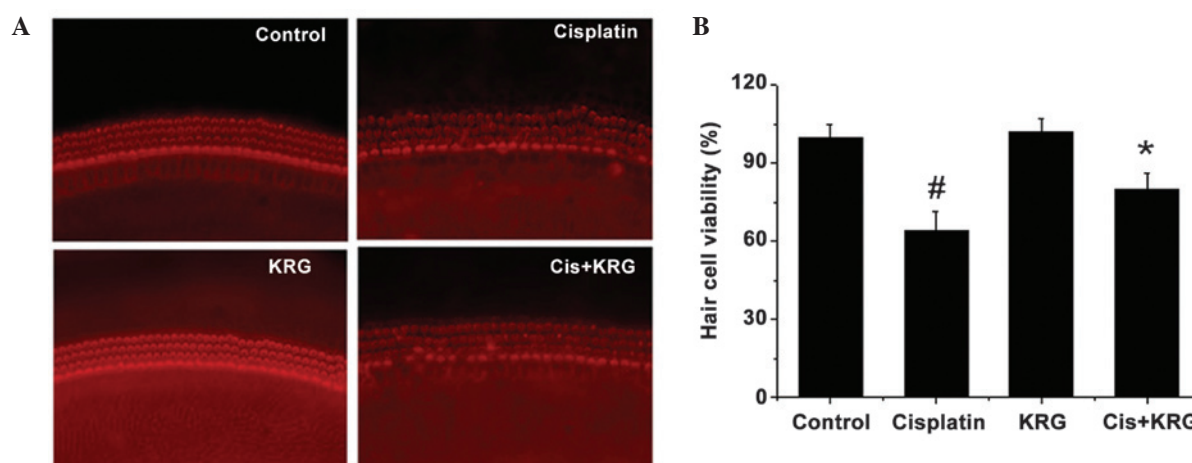 A
Control
Cisplatin
KRG
Cis+KRG
B
Hair cell viability (%)
120
90
60
30
0
#
*
Control Cisplatin KRG Cis+KRG